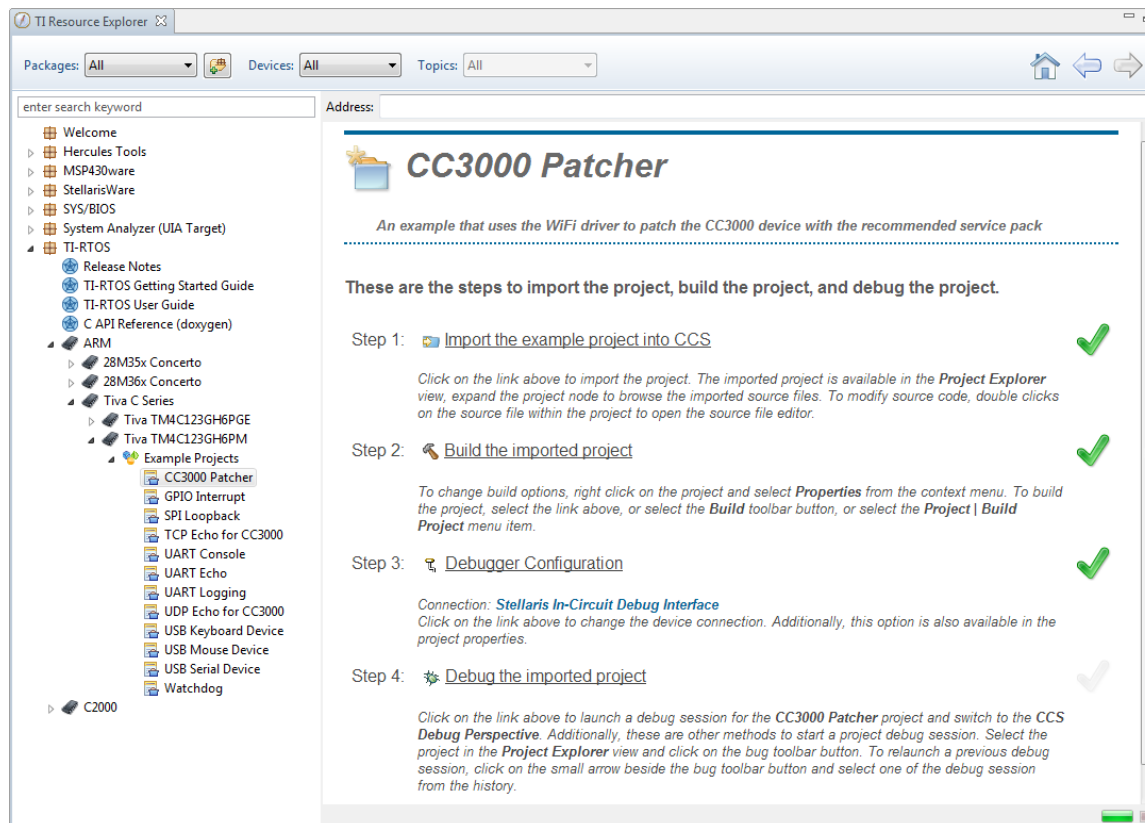 TI Resource Explorer
Packages: All Devices: All Topics: All
enter search keyword
Address:
Welcome
Hercules Tools
MSP430ware
StellarisWare
SYS/BIOS
System Analyzer (UIA Target)
TI-RTOS
Release Notes
TI-RTOS Getting Started Guide
TI-RTOS User Guide
C API Reference (doxygen)
ARM
28M35x Concerto
28M36x Concerto
Tiva C Series
Tiva TM4C123GH6PGE
Tiva TM4C123GH6PM
Example Projects
CC3000 Patcher
GPIO Interrupt
SPI Loopback
TCP Echo for CC3000
UART Console
UART Echo
UART Logging
UDP Echo for CC3000
USB Keyboard Device
USB Mouse Device
USB Serial Device
Watchdog
C2000
CC3000 Patcher
An example that uses the WiFi driver to patch the CC3000 device with the recommended service pack
These are the steps to import the project, build the project, and debug the project.
Step 1: Import the example project into CCS
Click on the link above to import the project. The imported project is available in the Project Explorer
view, expand the project node to browse the imported source files. To modify source code, double clicks
on the source file within the project to open the source file editor.
Step 2: Build the imported project
To change build options, right click on the project and select Properties from the context menu. To build
the project, select the link above, or select the Build toolbar button, or select the Project | Build
Project menu item.
Step 3: Debugger Configuration
Connection: Stellaris In-Circuit Debug Interface
Click on the link above to change the device connection. Additionally, this option is also available in the
project properties.
Step 4: Debug the imported project
Click on the link above to launch a debug session for the CC3000 Patcher project and switch to the CCS
Debug Perspective. Additionally, these are other methods to start a project debug session. Select the
project in the Project Explorer view and click on the bug toolbar button. To relaunch a previous debug
session, click on the small arrow beside the bug toolbar button and select one of the debug session
from the history.